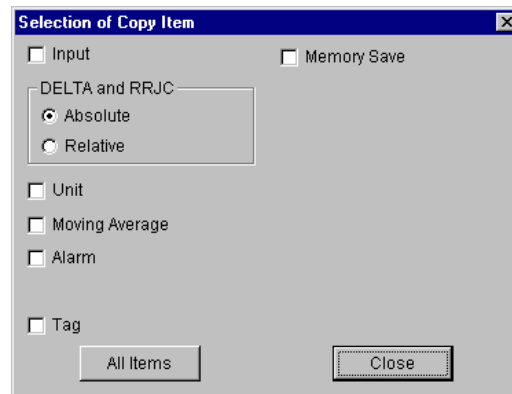 Selection of Copy Item
Input
Memory Save
DELTA and RRJC
Absolute
Relative
Unit
Moving Average
Alarm
Tag
All Items
Close